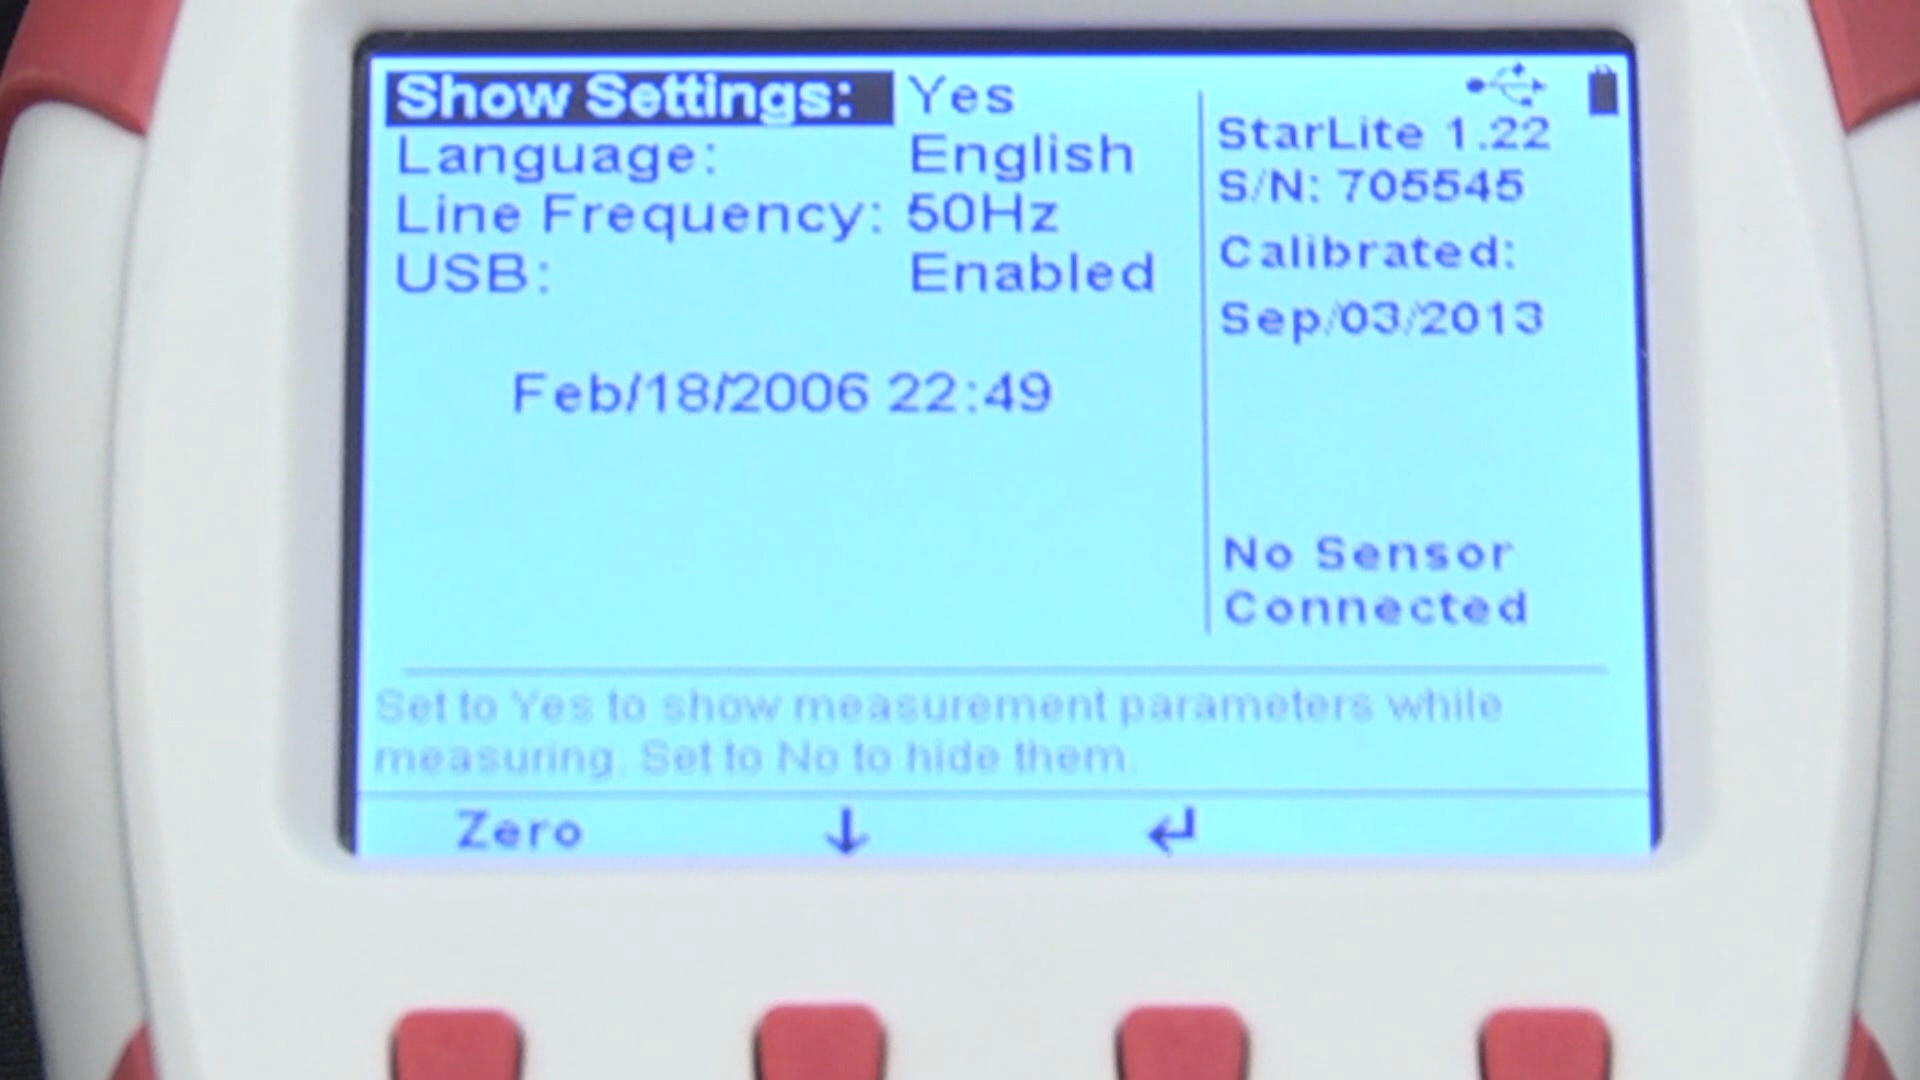 Show Settings: Yes
Language: English
Line Frequency: 50Hz
USB: Enabled
Feb/18/2006 22:49
StarLite 1.22
S/N: 705545
Calibrated:
Sep/03/2013
No Sensor
Connected
Set to Yes to show measurement parameters while
measuring. Set to No to hide them.
Zero ↓ ↵